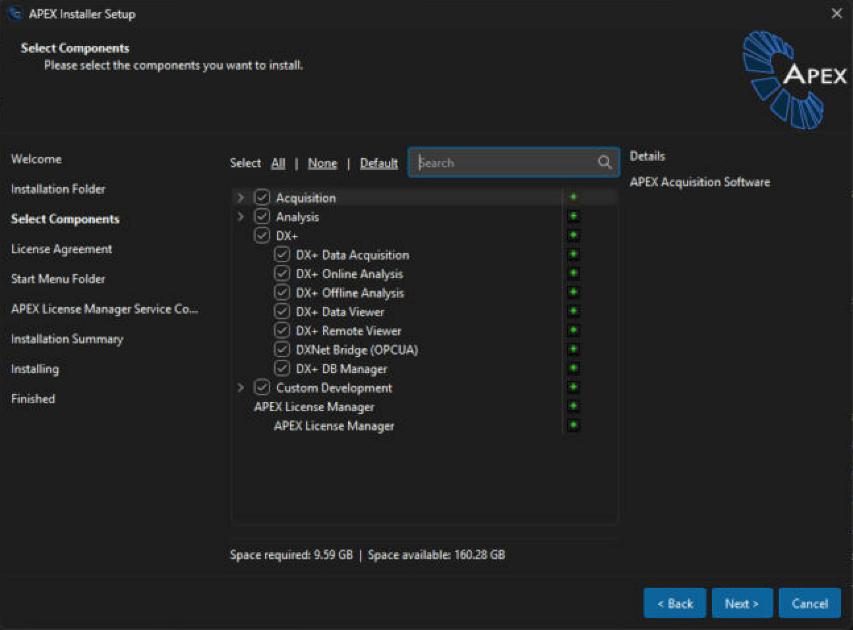 APEX Installer Setup
Select Components
Please select the components you want to install.
APEX
Welcome
Installation Folder
Select Components
License Agreement
Start Menu Folder
APEX License Manager Service Co...
Installation Summary
Installing
Finished
Select All | None | Default
Search
Acquisition
Analysis
DX+
DX+ Data Acquisition
DX+ Online Analysis
DX+ Offline Analysis
DX+ Data Viewer
DX+ Remote Viewer
DXNet Bridge (OPCUA)
DX+ DB Manager
Custom Development
APEX License Manager
APEX License Manager
Details
APEX Acquisition Software
Space required: 9.59 GB | Space available: 160.28 GB
< Back
Next >
Cancel